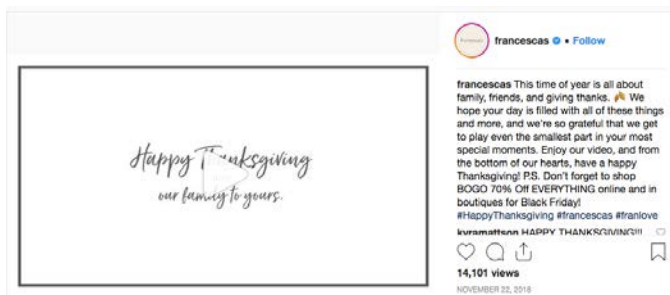 Happy Thanksgiving
our family to yours.
francescas • Follow
francescas This time of year is all about
family, friends, and giving thanks. 🍂 We
hope your day is filled with all of these things
and more, and we're so grateful that we get
to play even the smallest part in your most
special moments. Enjoy our video, and from
the bottom of our hearts, have a happy
Thanksgiving! P.S. Don't forget to shop
BOGO 70% Off EVERYTHING online and in
boutiques for Black Friday!
#HappyThanksgiving #francescas #franlove
kyramattson HAPPY THANKSGIVING!!!
14,101 views
NOVEMBER 22, 2018